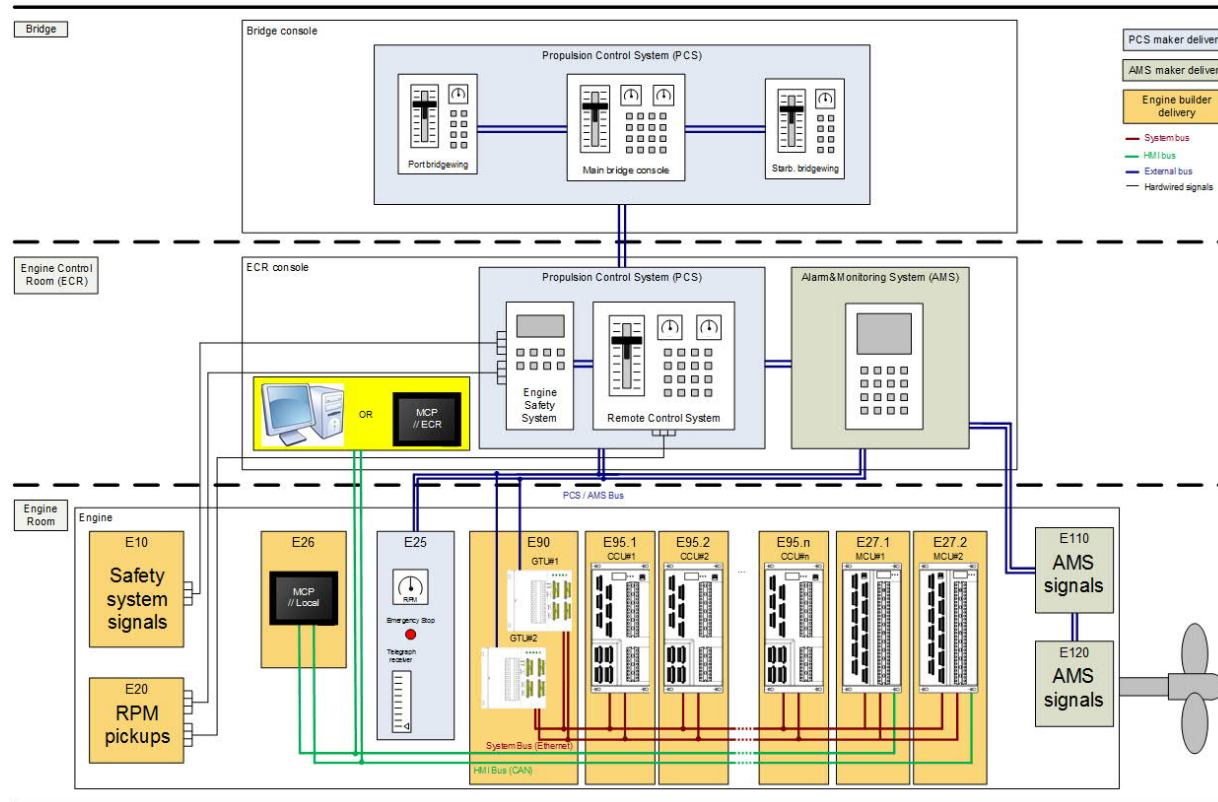 Bridge
Bridge console
Propulsion Control System (PCS)
Port bridgewing
Main bridge console
Starb. bridgewing
PCS maker deliver
AMS maker deliver
Engine builder
delivery
System bus
HMI bus
External bus
Hardwired signals
Engine Control
Room (ECR)
ECR console
Propulsion Control System (PCS)
Alarm&Monitoring System (AMS)
Engine
Safety
System
Remote Control System
OR
MCP
// ECR
PCS / AMS Bus
Engine
Room
Engine
E10
Safety
system
signals
E20
RPM
pickups
E26
MCP
// Local
E25
RPM
Emergency Stop
Telegraph
receiver
E90
GTU#1
GTU#2
E95.1
CCU#1
E95.2
CCU#2
...
E95.n
CCU#n
E27.1
MCU#1
E27.2
MCU#2
System Bus (Ethernet)
HMI Bus (CAN)
E110
AMS
signals
E120
AMS
signals